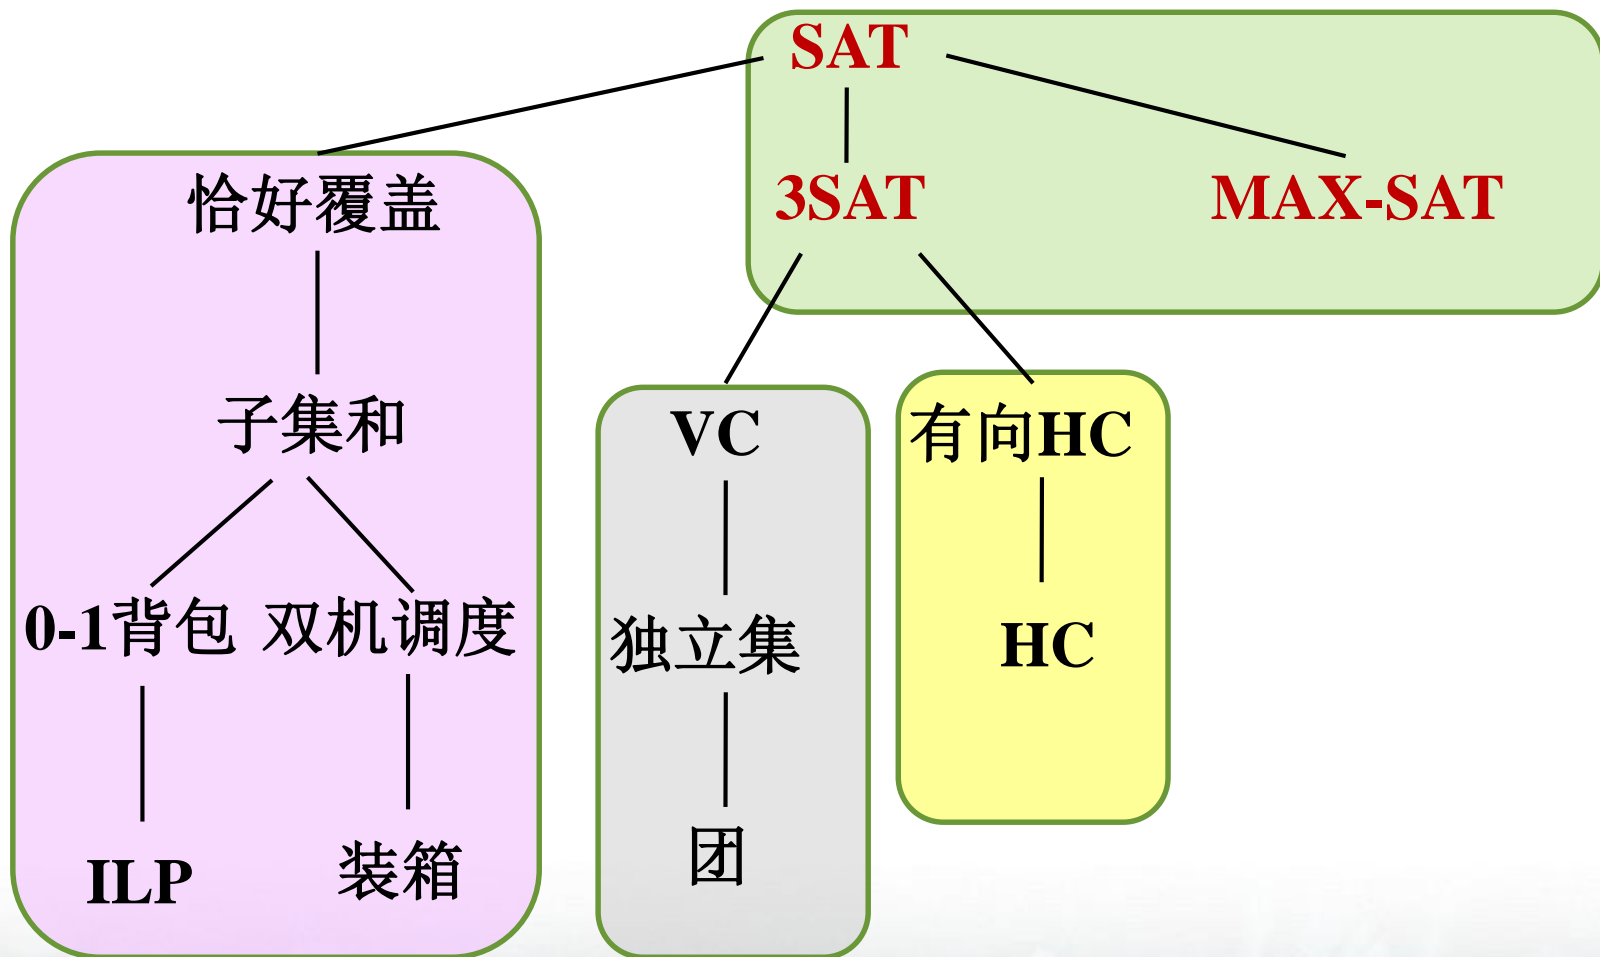 SAT
恰好覆盖
3SAT
MAX-SAT
子集和
VC
有向HC
0-1背包 双机调度
独立集
HC
ILP
装箱
团